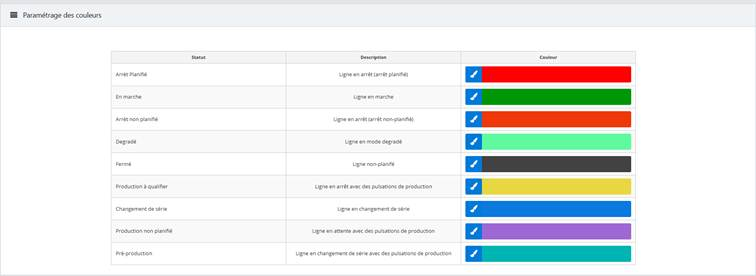 Paramétrage des couleurs
Statut Description Couleur
Arrêt Planifié Ligne en arrêt (arrêt planifié)
En marche Ligne en marche
Arrêt non planifié Ligne en arrêt (arrêt non-planifié)
Degradé Ligne en mode degradé
Fermé Ligne non-planifé
Production à qualifier Ligne en arrêt avec des pulsations de production
Changement de série Ligne en changement de série
Production non planifié Ligne en attente avec des pulsations de production
Pré-production Ligne en changement de série avec des pulsations de production